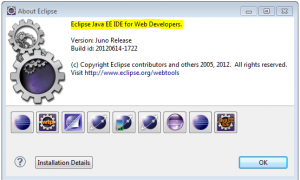 About Eclipse
Eclipse Java EE IDE for Web Developers.
Version: Juno Release
Build id: 20120614-1722
(c) Copyright Eclipse contributors and others 2005, 2012. All rights reserved.
Visit http://www.eclipse.org/webtools
Installation Details
OK